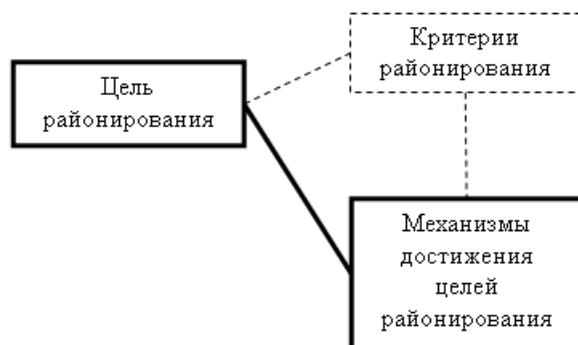 Цель
районирования
Критерии
районирования
Механизмы
достижения
целей
районирования